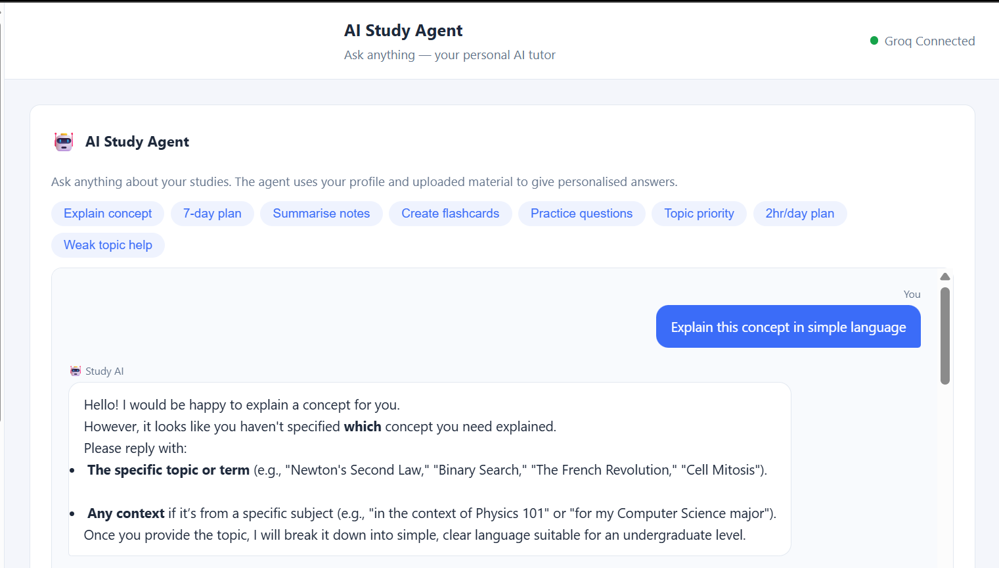 AI Study Agent
Ask anything — your personal AI tutor
Groq Connected
AI Study Agent
Ask anything about your studies. The agent uses your profile and uploaded material to give personalised answers.
Explain concept 7-day plan Summarise notes Create flashcards Practice questions Topic priority 2hr/day plan
Weak topic help
You
Explain this concept in simple language
Study AI
Hello! I would be happy to explain a concept for you.
However, it looks like you haven't specified which concept you need explained.
Please reply with:
• The specific topic or term (e.g., "Newton's Second Law," "Binary Search," "The French Revolution," "Cell Mitosis").
• Any context if it’s from a specific subject (e.g., "in the context of Physics 101" or "for my Computer Science major").
Once you provide the topic, I will break it down into simple, clear language suitable for an undergraduate level.